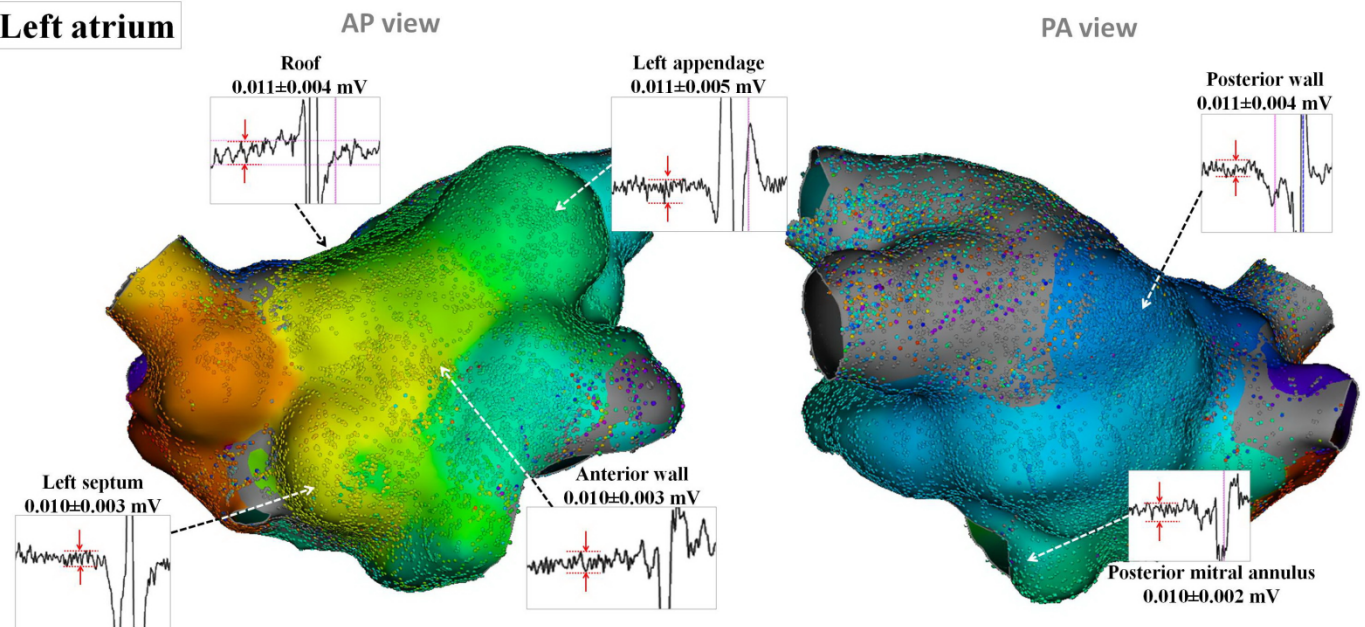 Left atrium
AP view
PA view
Roof
0.011±0.004 mV
Left appendage
0.011±0.005 mV
Posterior wall
0.011±0.004 mV
Left septum
0.010±0.003 mV
Anterior wall
0.010±0.003 mV
Posterior mitral annulus
0.010±0.002 mV